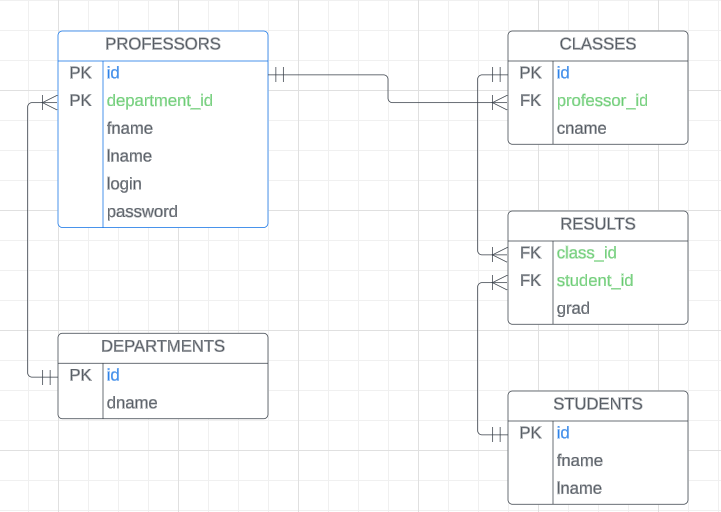 PROFESSORS
PK id
PK department_id
fname
lname
login
password
DEPARTMENTS
PK id
dname
CLASSES
PK id
FK professor_id
cname
RESULTS
FK class_id
FK student_id
grad
STUDENTS
PK id
fname
lname